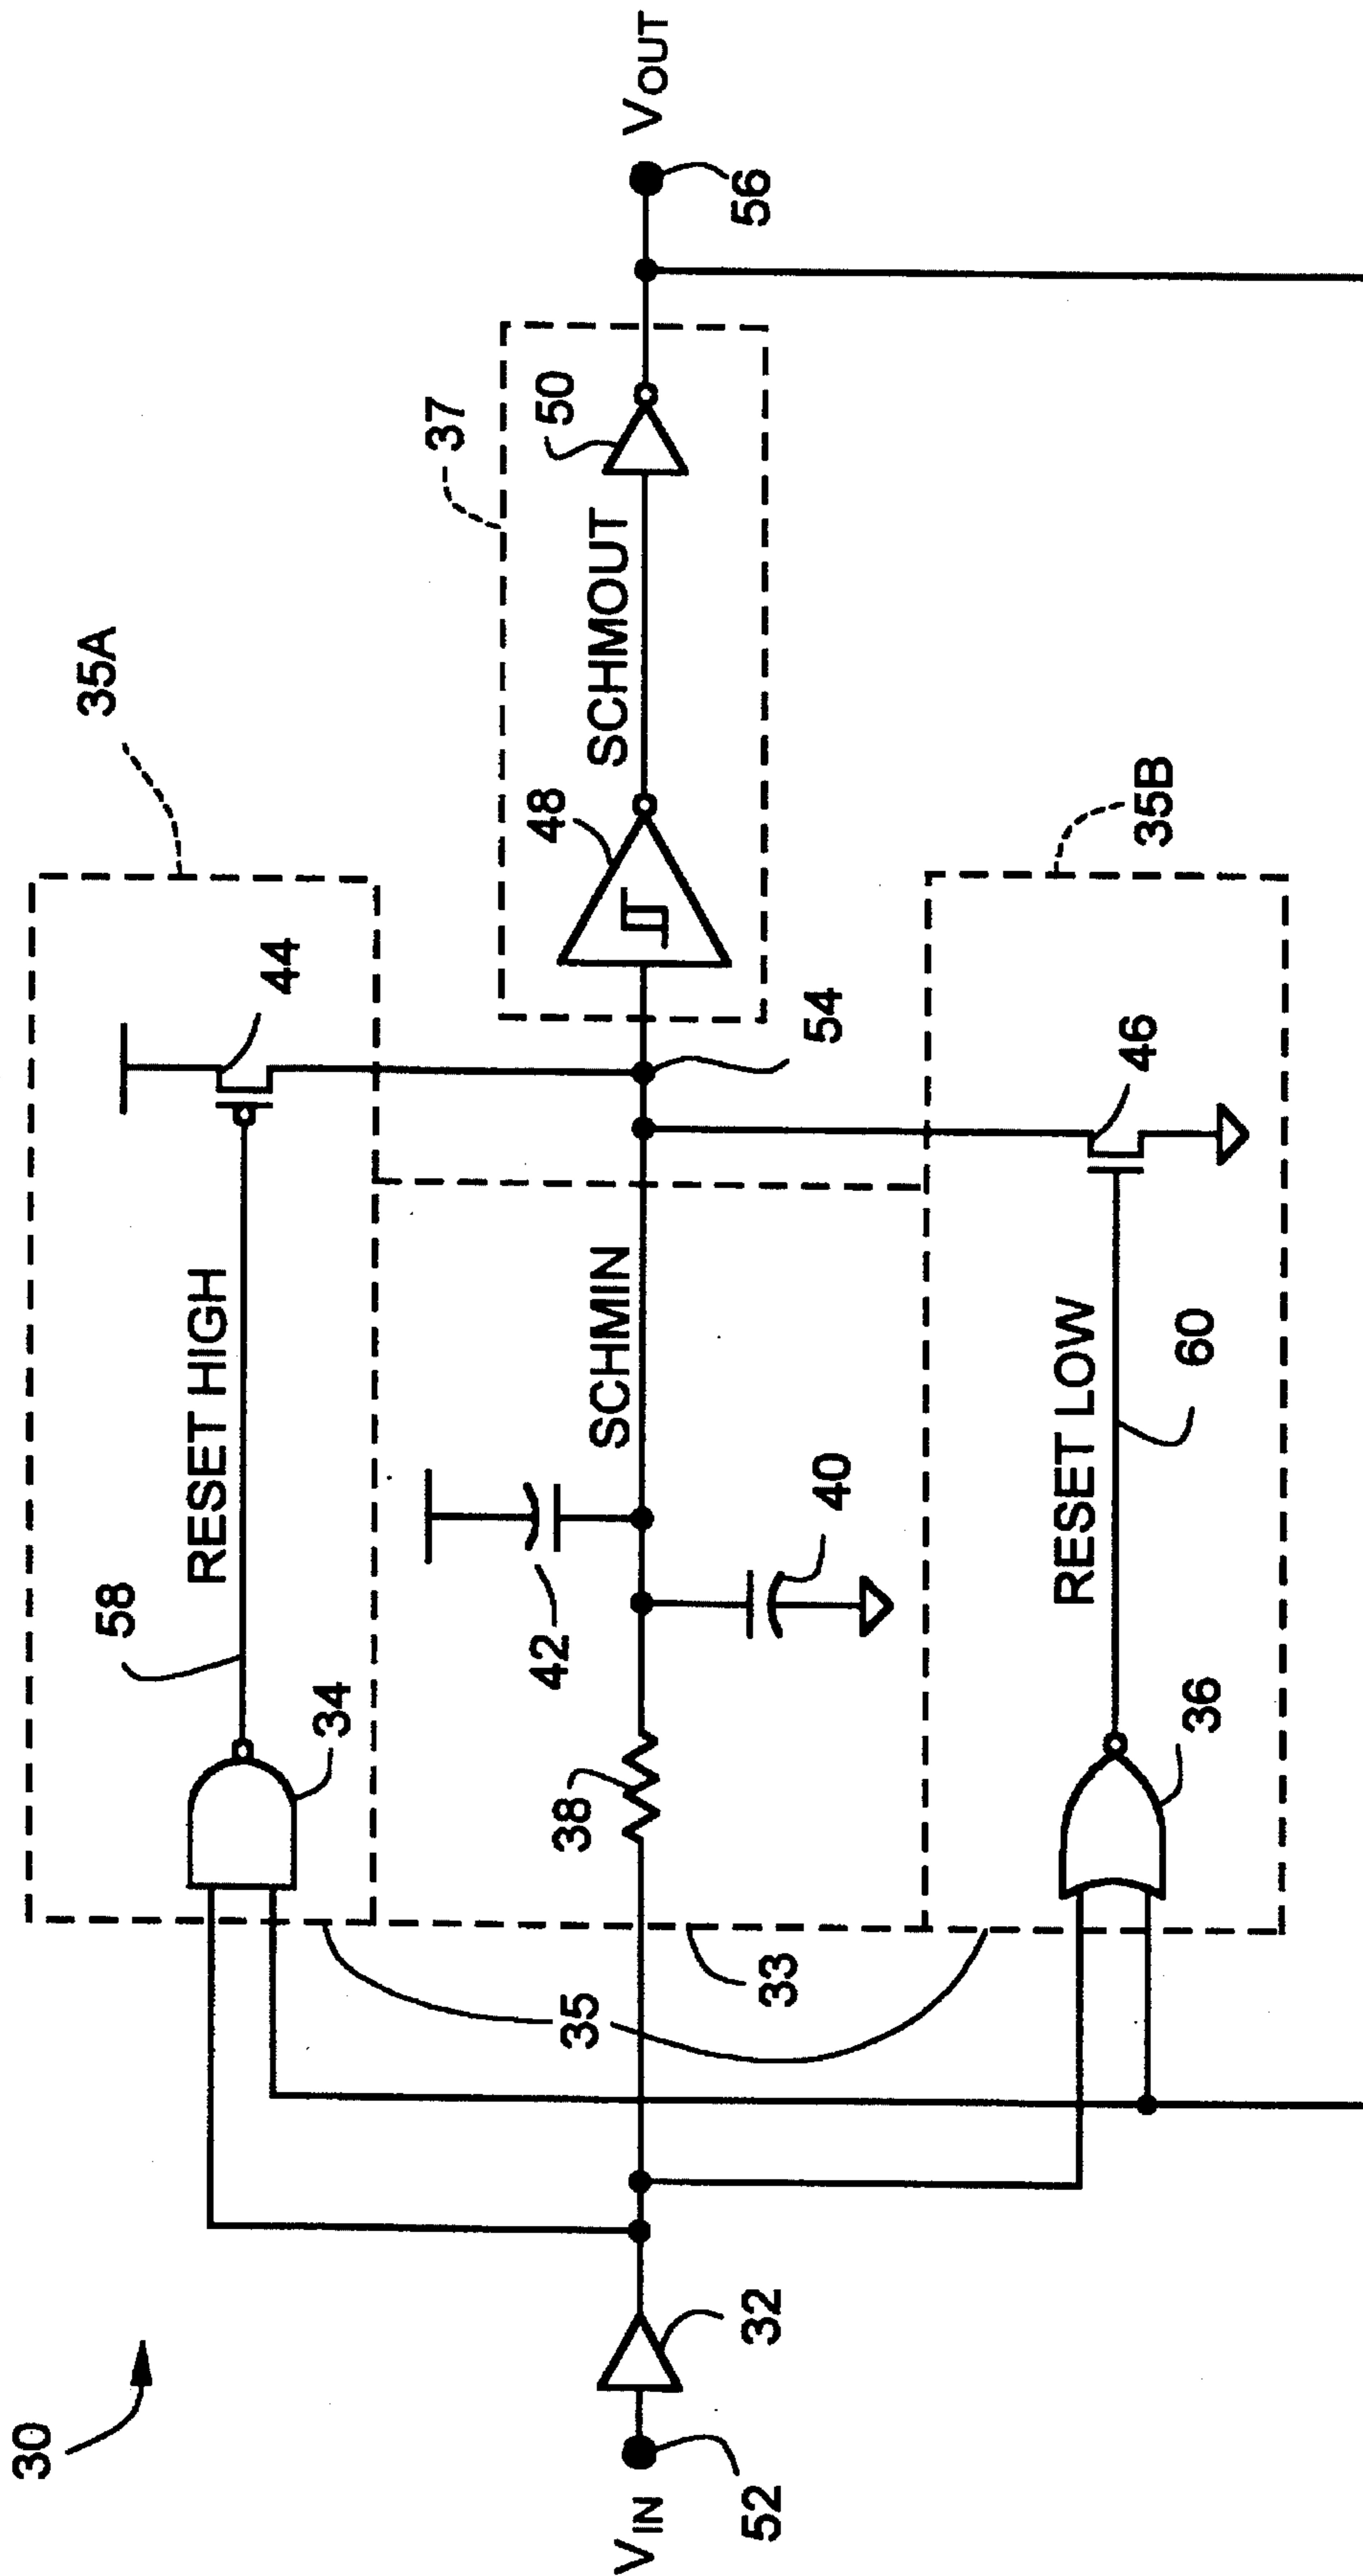 30
35A
58
RESET HIGH
44
34
37
42
SCHMIN
48
SCHMOUT
50
VIN
52
32
35
33
38
40
54
VOUT
56
35B
RESET LOW
60
46
36